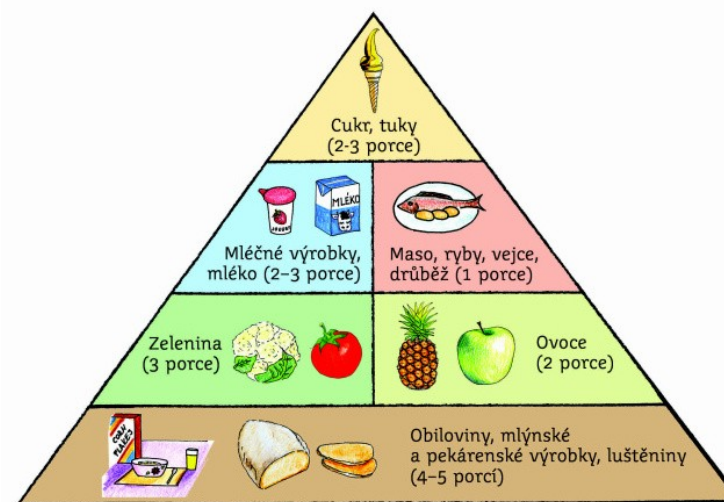 Cukr, tuky
(2-3 porce)
MLÉKO
Mléčné výrobky,
mléko (2–3 porce)
Maso, ryby, vejce,
drůbež (1 porce)
Zelenina
(3 porce)
Ovoce
(2 porce)
CORN
FLAKES
Obiloviny, mlýnské
a pekárenské výrobky, luštěniny
(4–5 porcí)